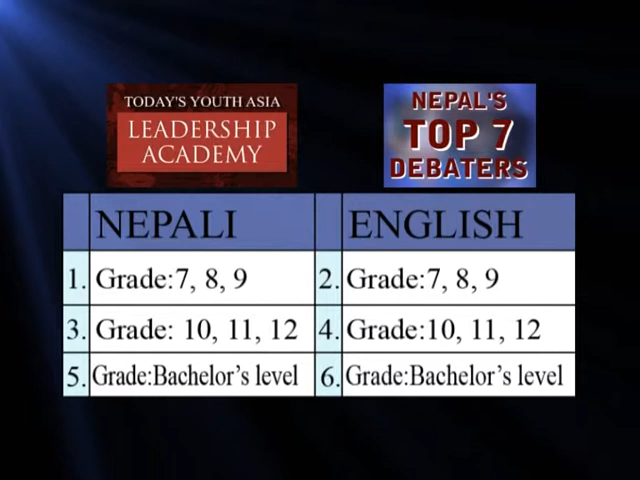 TODAY'S YOUTH ASIA
LEADERSHIP
ACADEMY
NEPAL'S
TOP 7
DEBATERS
NEPALI ENGLISH
1. Grade:7, 8, 9 2. Grade:7, 8, 9
3. Grade: 10, 11, 12 4. Grade:10, 11, 12
5. Grade:Bachelor's level 6. Grade:Bachelor's level